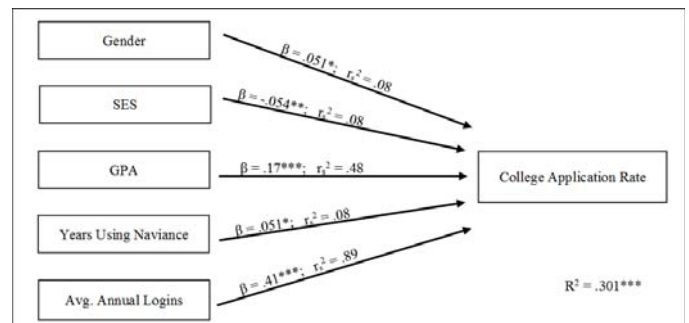 Gender
β = .051*; rₛ² = .08
SES
β = -.054**; rₛ² = .08
GPA
β = .17***; rₛ² = .48
College Application Rate
Years Using Naviance
β = .051*; rₛ² = .08
Avg. Annual Logins
β = .41***; rₛ² = .89
R² = .301***